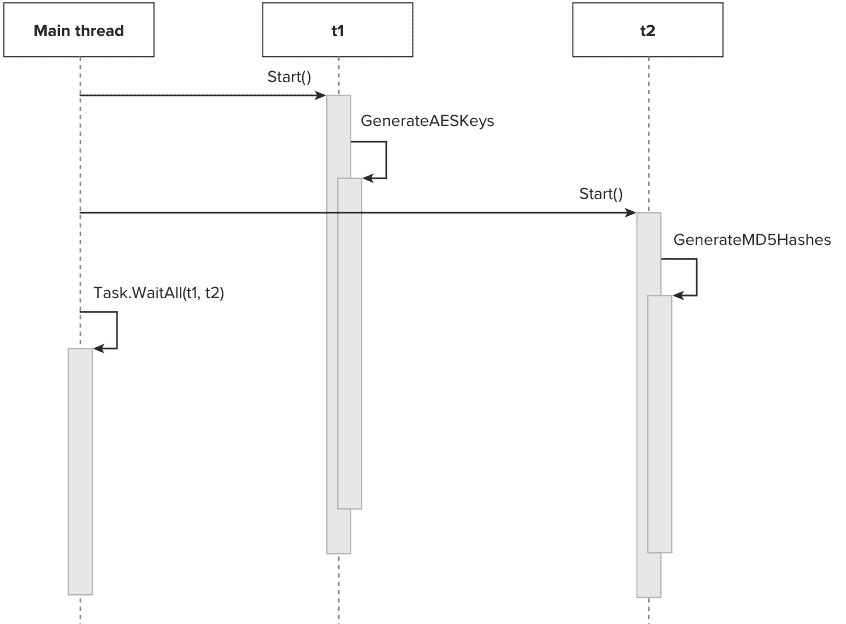 Main thread
t1
t2
Start()
GenerateAESKeys
Start()
GenerateMD5Hashes
Task.WaitAll(t1, t2)